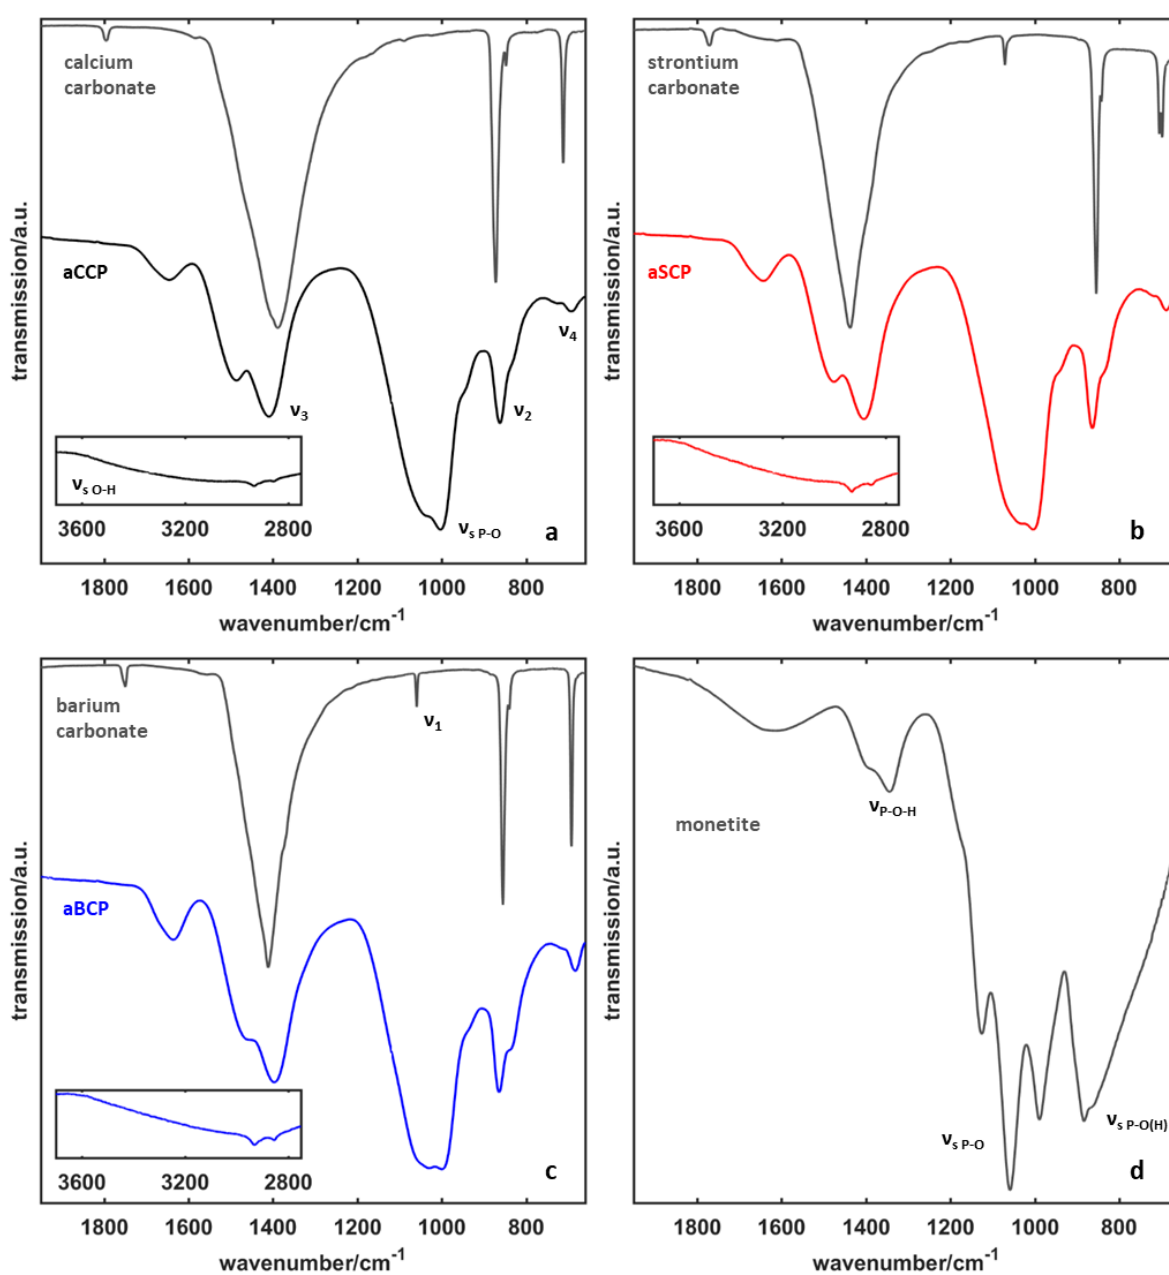 calcium
carbonate
transmission/a.u.
aCCP
ν3
ν2
ν4
νs O-H
3600 3200 2800
νs P-O
a
1800 1600 1400 1200 1000 800
wavenumber/cm-1
strontium
carbonate
transmission/a.u.
aSCP
3600 3200 2800
b
1800 1600 1400 1200 1000 800
wavenumber/cm-1
barium
carbonate
ν1
transmission/a.u.
aBCP
3600 3200 2800
c
1800 1600 1400 1200 1000 800
wavenumber/cm-1
νP-O-H
monetite
transmission/a.u.
νs P-O(H)
νs P-O
d
1800 1600 1400 1200 1000 800
wavenumber/cm-1